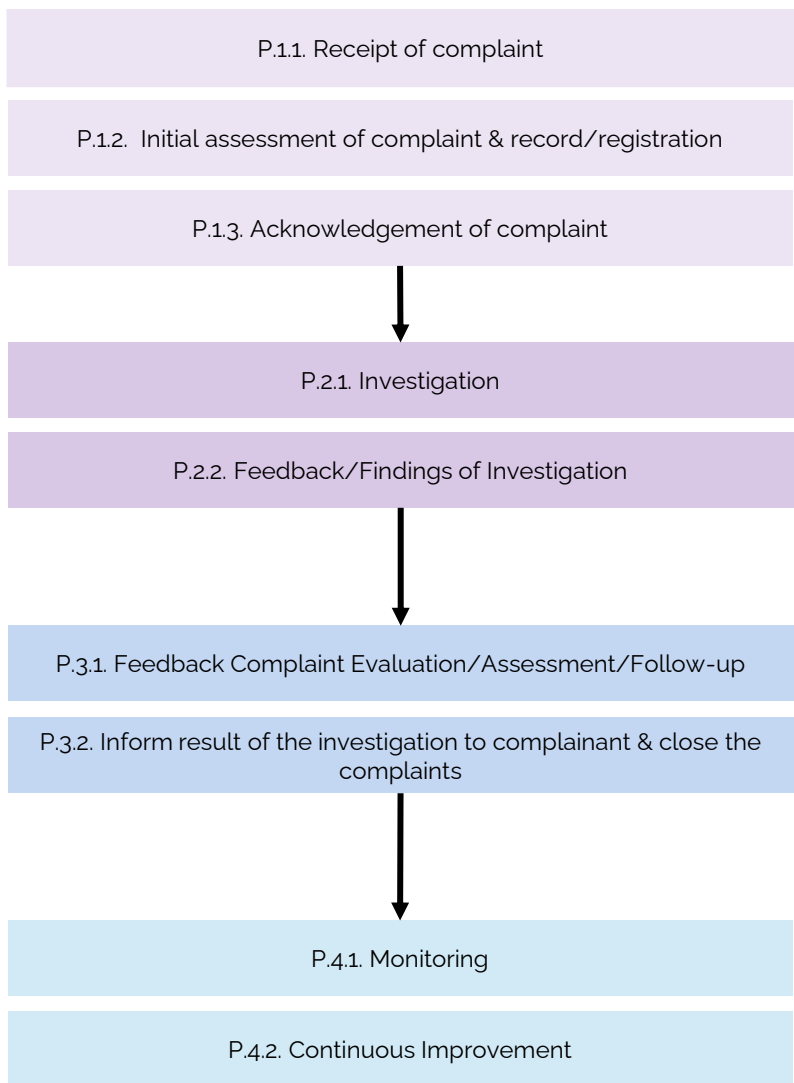 P.1.1. Receipt of complaint
P.1.2.  Initial assessment of complaint & record/registration
P.1.3. Acknowledgement of complaint
P.2.1. Investigation
P.2.2. Feedback/Findings of Investigation
P.3.1. Feedback Complaint Evaluation/Assessment/Follow-up
P.3.2. Inform result of the investigation to complainant & close the
complaints
P.4.1. Monitoring
P.4.2. Continuous Improvement